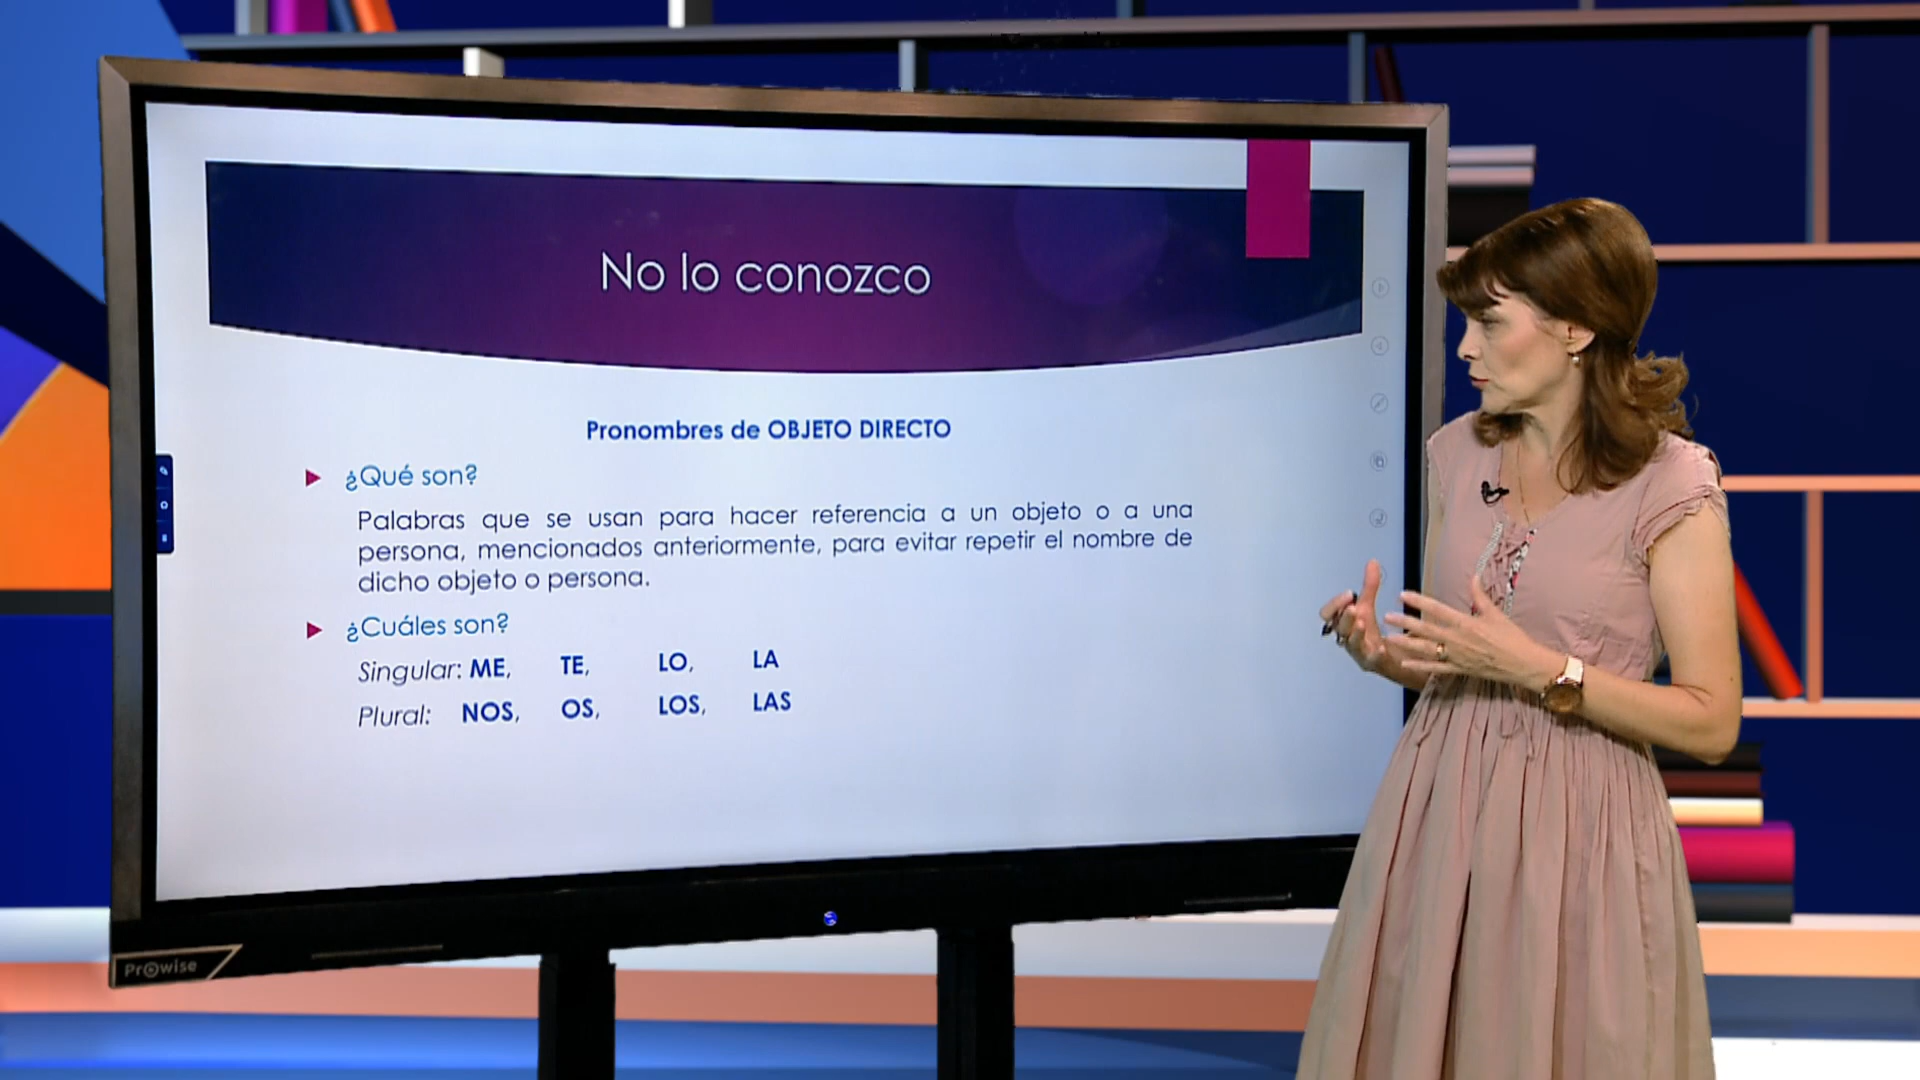 No lo conozco
Pronombres de OBJETO DIRECTO
¿Qué son?
Palabras que se usan para hacer referencia a un objeto o a una
persona, mencionados anteriormente, para evitar repetir el nombre de
dicho objeto o persona.
¿Cuáles son?
Singular: ME, TE, LO, LA
Plural: NOS, OS, LOS, LAS
Prowise